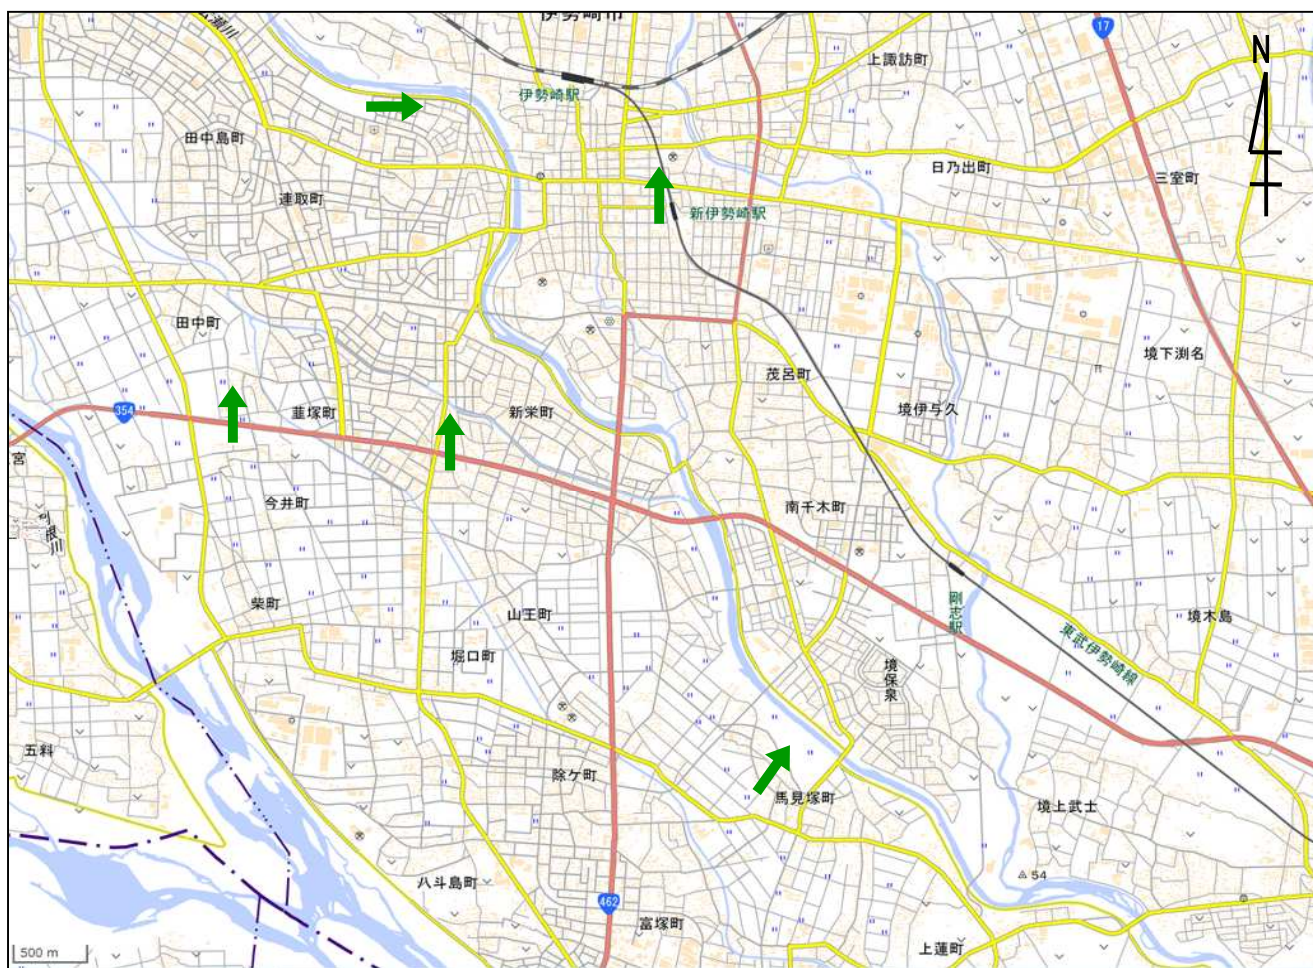 伊勢崎市
広瀬川
17
上諏訪町
N
伊勢崎駅
田中島町
日乃出町
三室町
連取町
新伊勢崎駅
田中町
境下渕名
茂呂町
354
韮塚町
新栄町
境伊与久
宮
今井町
南千木町
利根川
柴町
山王町
剛志駅
境木島
堀口町
境保泉
東武伊勢崎線
五料
除ケ町
馬見塚町
境上武士
八斗島町
54
462
富塚町
上蓮町
500 m